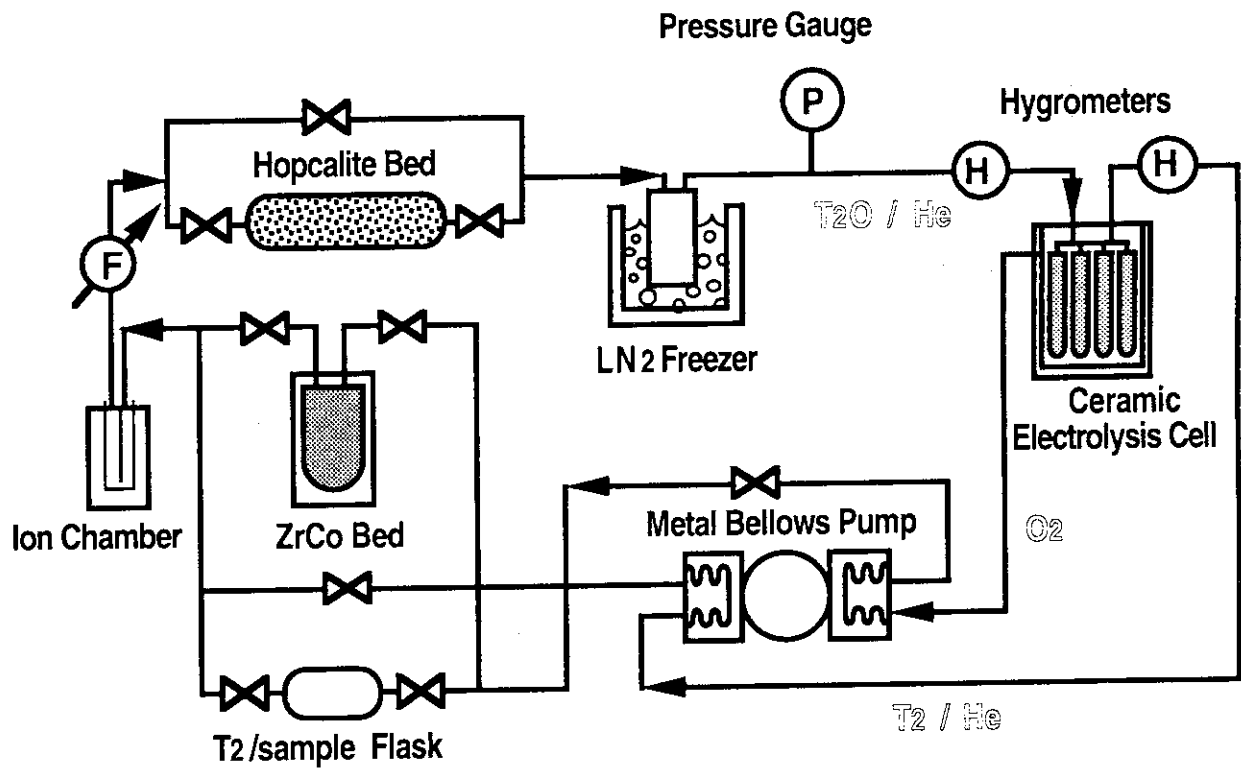 Pressure Gauge
P
Hygrometers
Hopcalite Bed
H
H
T2O / He
F
LN2 Freezer
Ceramic
Electrolysis Cell
Ion Chamber
ZrCo Bed
Metal Bellows Pump
O2
T2 / He
T2/sample Flask